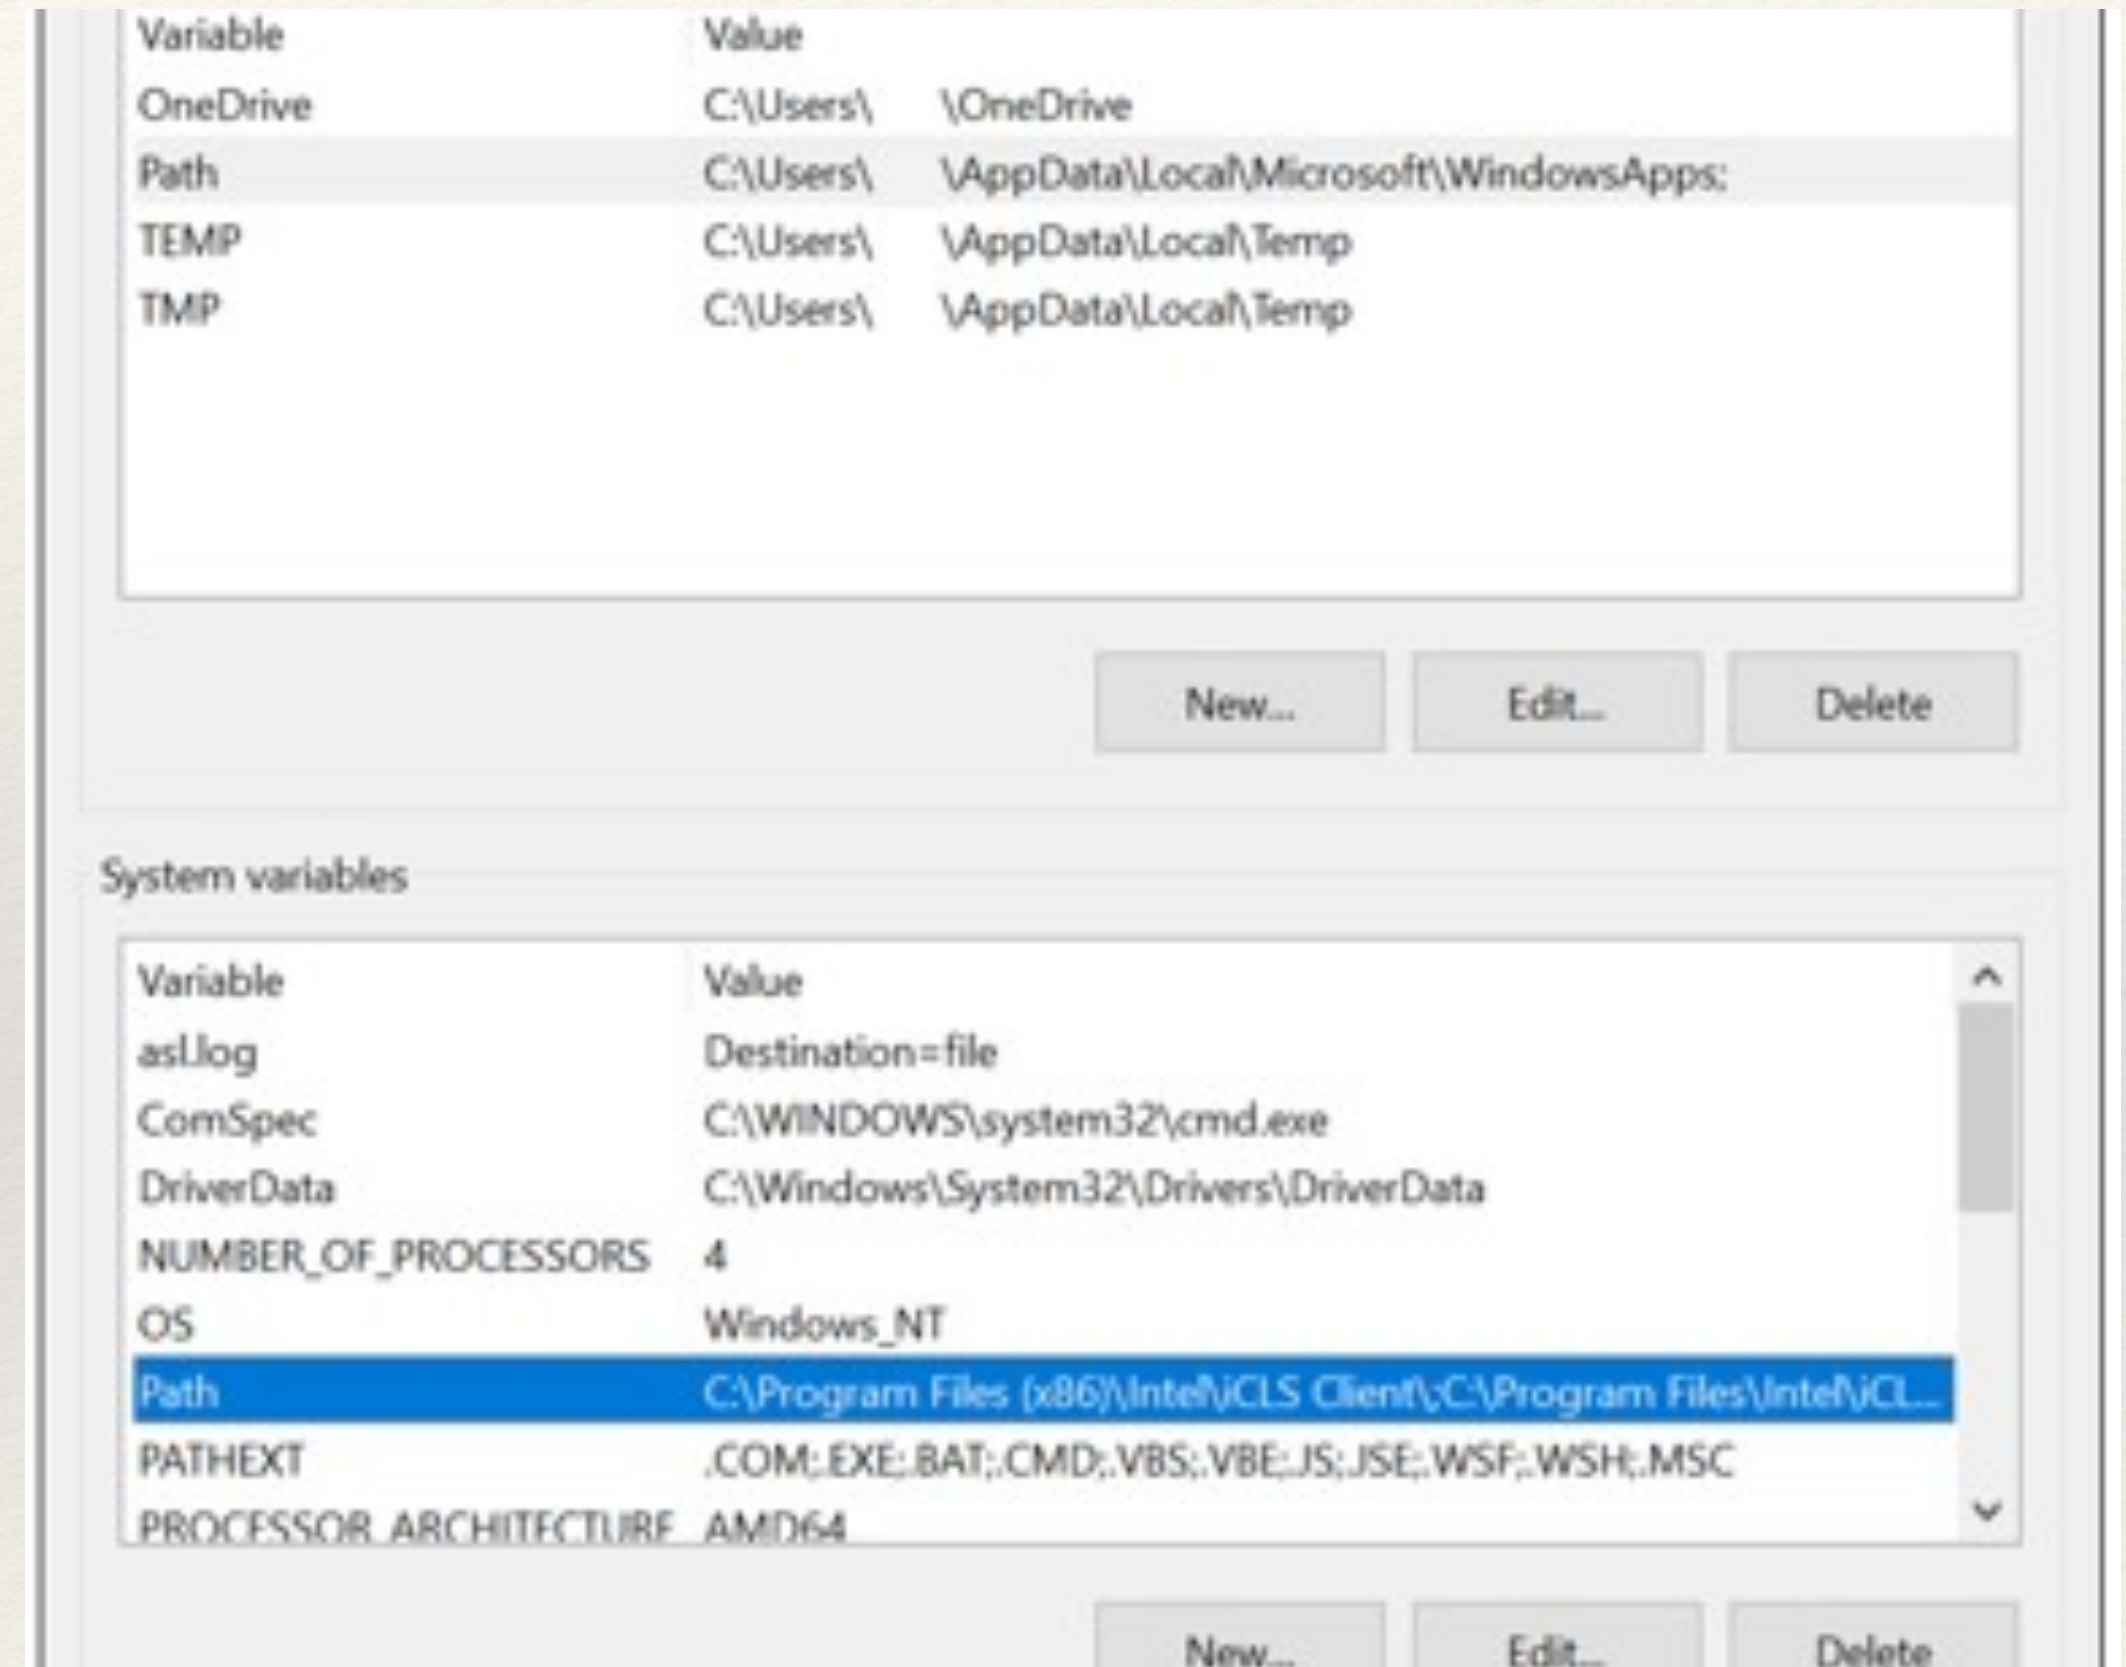 Variable Value
OneDrive C:\Users\ \OneDrive
Path C:\Users\ \AppData\Local\Microsoft\WindowsApps;
TEMP C:\Users\ \AppData\Local\Temp
TMP C:\Users\ \AppData\Local\Temp
New... Edit... Delete
System variables
Variable Value
asl.log Destination=file
ComSpec C:\WINDOWS\system32\cmd.exe
DriverData C:\Windows\System32\Drivers\DriverData
NUMBER_OF_PROCESSORS 4
OS Windows_NT
Path C:\Program Files (x86)\Intel\iCLS Client\;C:\Program Files\Intel\iCL...
PATHEXT .COM;.EXE;.BAT;.CMD;.VBS;.VBE;.JS;.JSE;.WSF;.WSH;.MSC
PROCESSOR_ARCHITECTURE AMD64
New... Edit... Delete